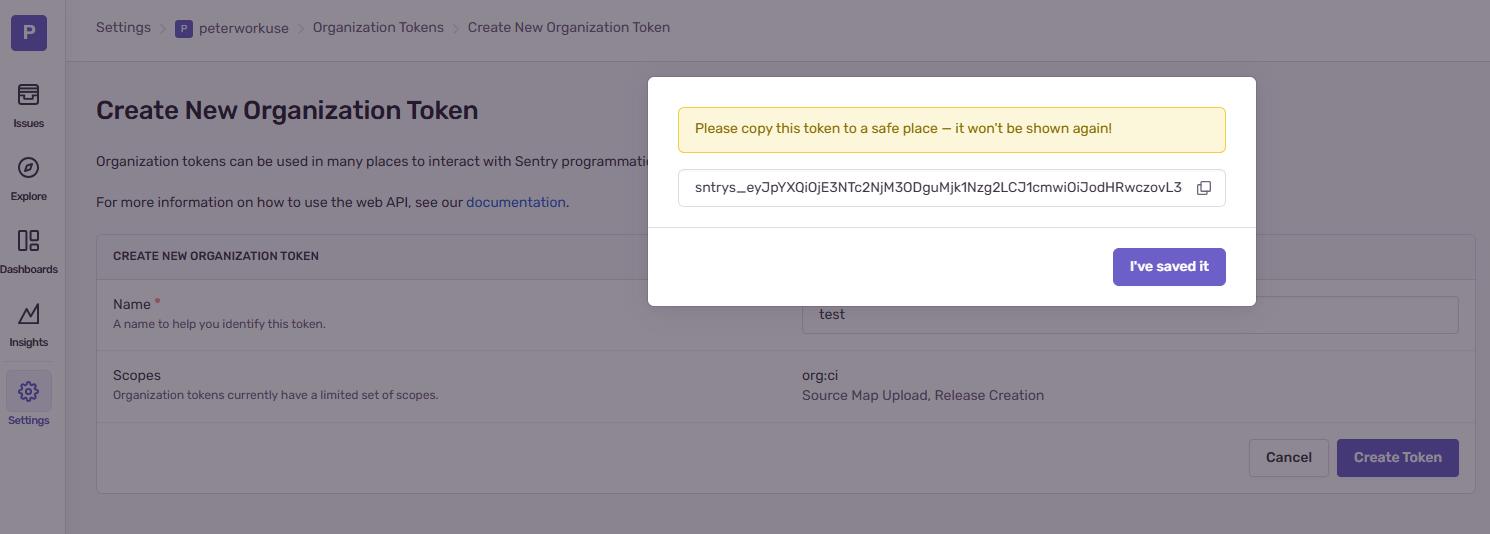 P
Settings > P peterworkuse > Organization Tokens > Create New Organization Token
Issues
Explore
Dashboards
Insights
Settings
Create New Organization Token
Organization tokens can be used in many places to interact with Sentry
For more information on how to use the web API, see our documentation.
CREATE NEW ORGANIZATION TOKEN
Name *
A name to help you identify this token.
test
Scopes
Organization tokens currently have a limited set of scopes.
org:ci
Source Map Upload, Release Creation
Cancel
Create Token
Please copy this token to a safe place — it won't be shown again!
sntrys_eyJpYXQiOjE3NTc2NjM3ODguMjk1Nzg2LCJ1cmwiOiJodHRwczovL3
I've saved it